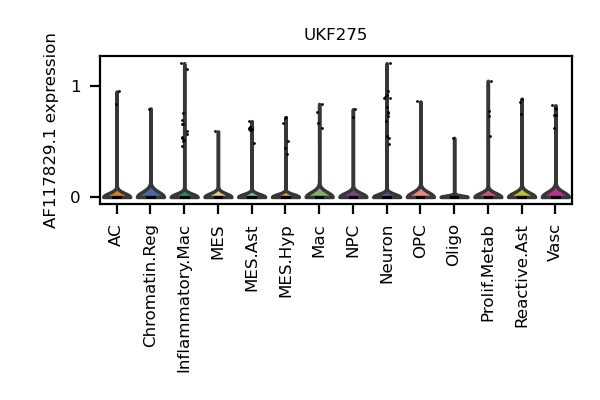 UKF275
AF117829.1 expression
1
0
AC
Chromatin.Reg
Inflammatory.Mac
MES
MES.Ast
MES.Hyp
Mac
NPC
Neuron
OPC
Oligo
Prolif.Metab
Reactive.Ast
Vasc